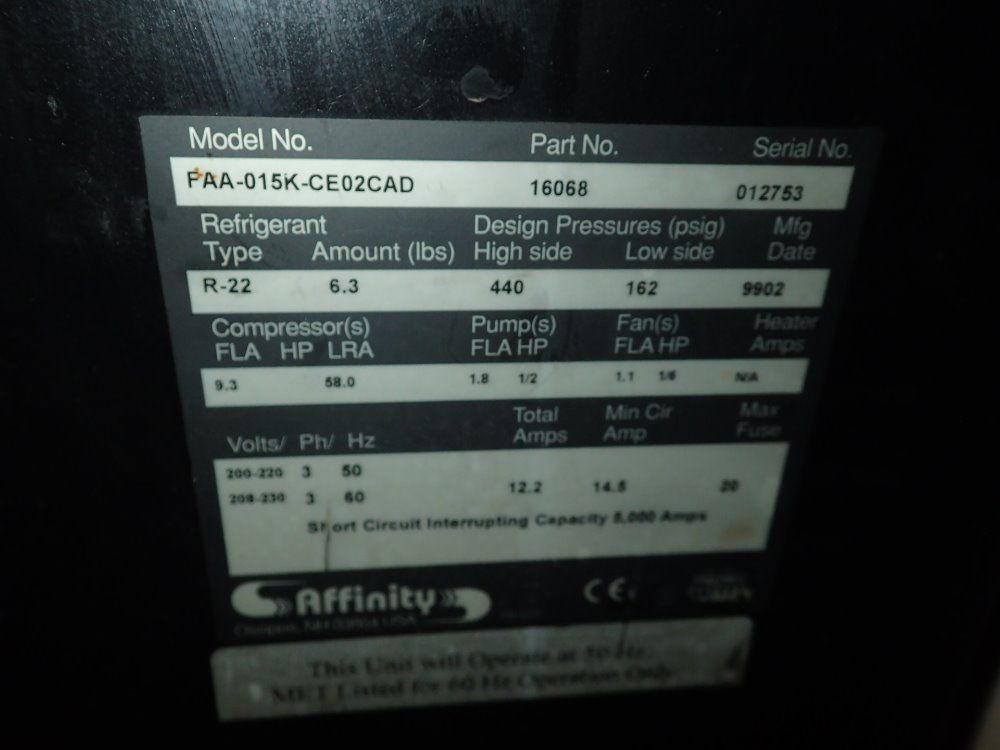 Model No. Part No. Serial No.
PAA-015K-CE02CAD 16068 012753
Refrigerant Design Pressures (psig) Mfg
Type Amount (lbs) High side Low side Date
R-22 6.3 440 162 9902
Compressor(s) Pump(s) Fan(s) Heater
FLA HP LRA FLA HP FLA HP Amps
9.3 58.0 1.8 1/2 1.1 1/6 N/A
Total Min Cir Max
Volts/ Ph/ Hz Amps Amp Fuse
200-220 3 50
208-230 3 60 12.2 14.5 20
Short Circuit Interrupting Capacity 5,000 Amps
Affinity CE
USA
This Unit will Operate at 50 Hz.
MET Listed for 60 Hz Operation Only.